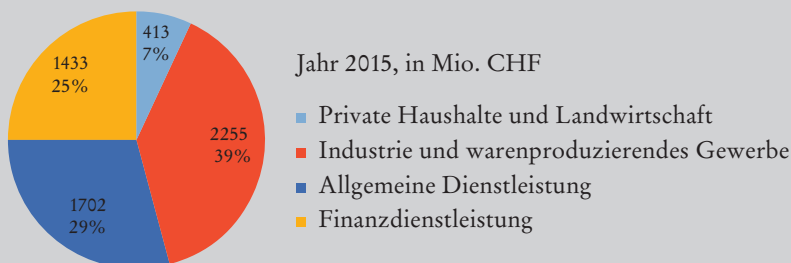 413
7%
1433
25%
Jahr 2015, in Mio. CHF
Private Haushalte und Landwirtschaft
2255
39%
Industrie und warenproduzierendes Gewerbe
Allgemeine Dienstleistung
1702
29%
Finanzdienstleistung